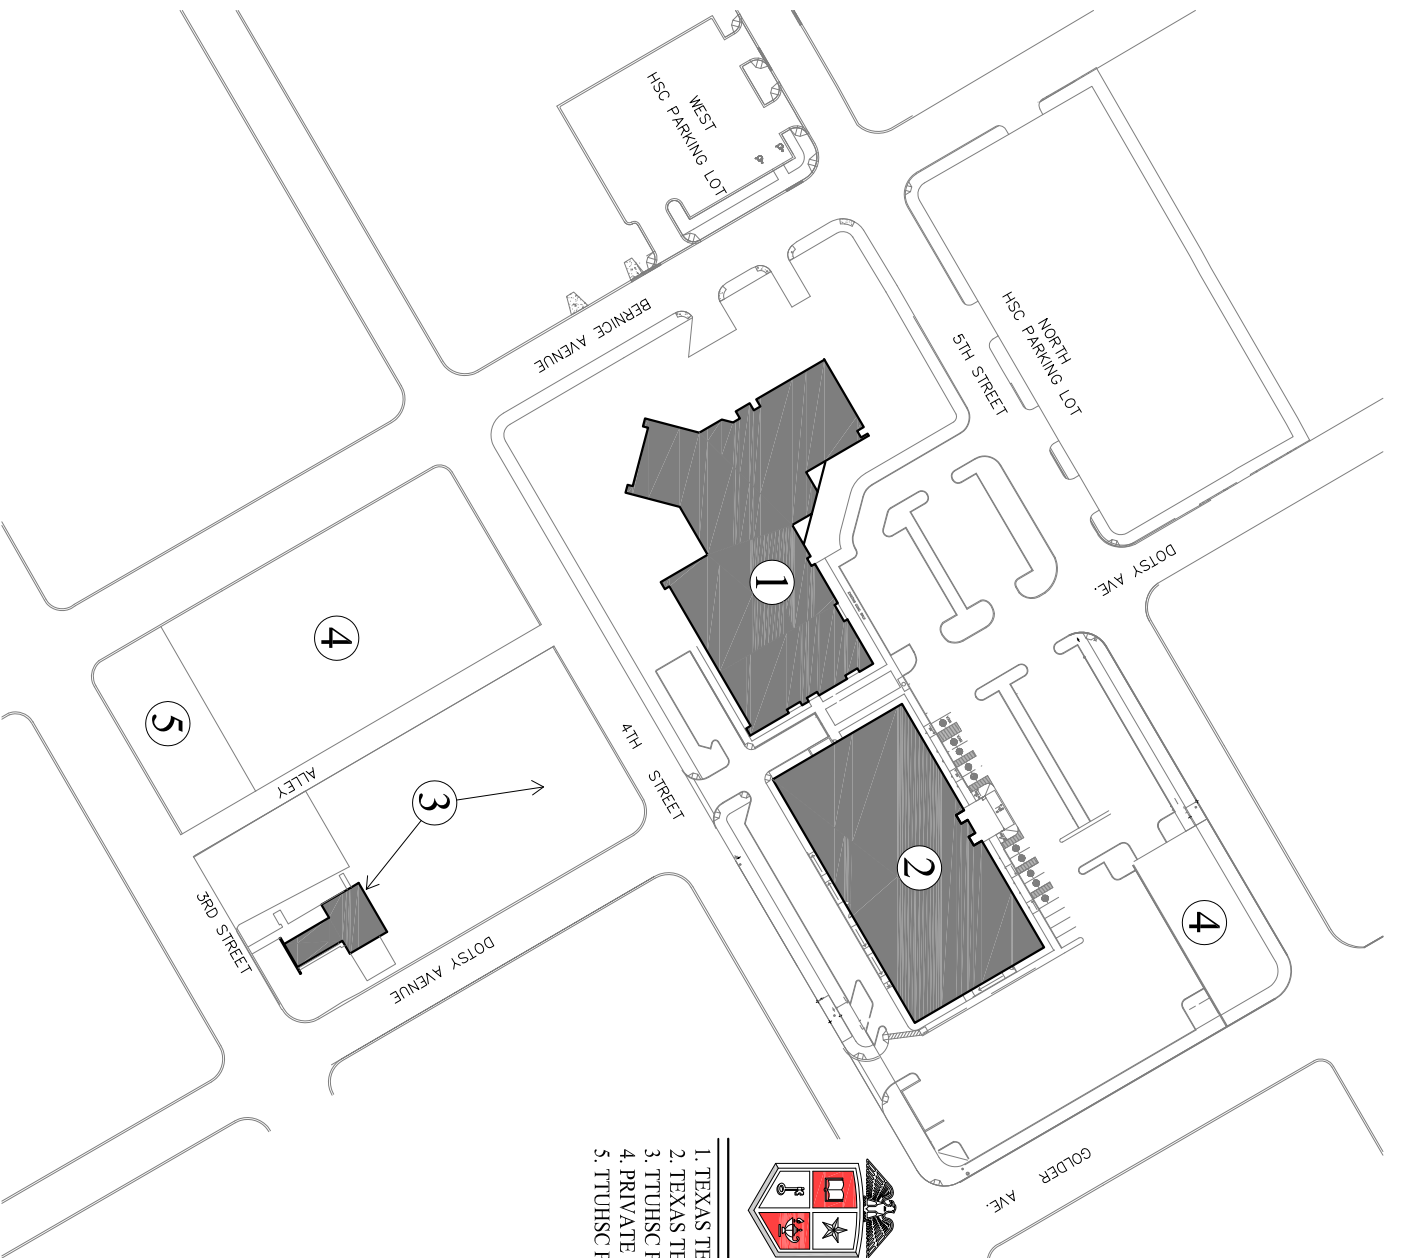 WEST
HSC PARKING LOT
NORTH
HSC PARKING LOT
BERNICE AVENUE
5TH STREET
DOTSY AVE.
1
4
5
ALLEY
4TH STREET
3
2
4
3RD STREET
DOTSY AVENUE
GOLDER AVE.
1. TEXAS
2. TEXAS
3. TTUHSC
4. PRIVATE
5. TTUHSC